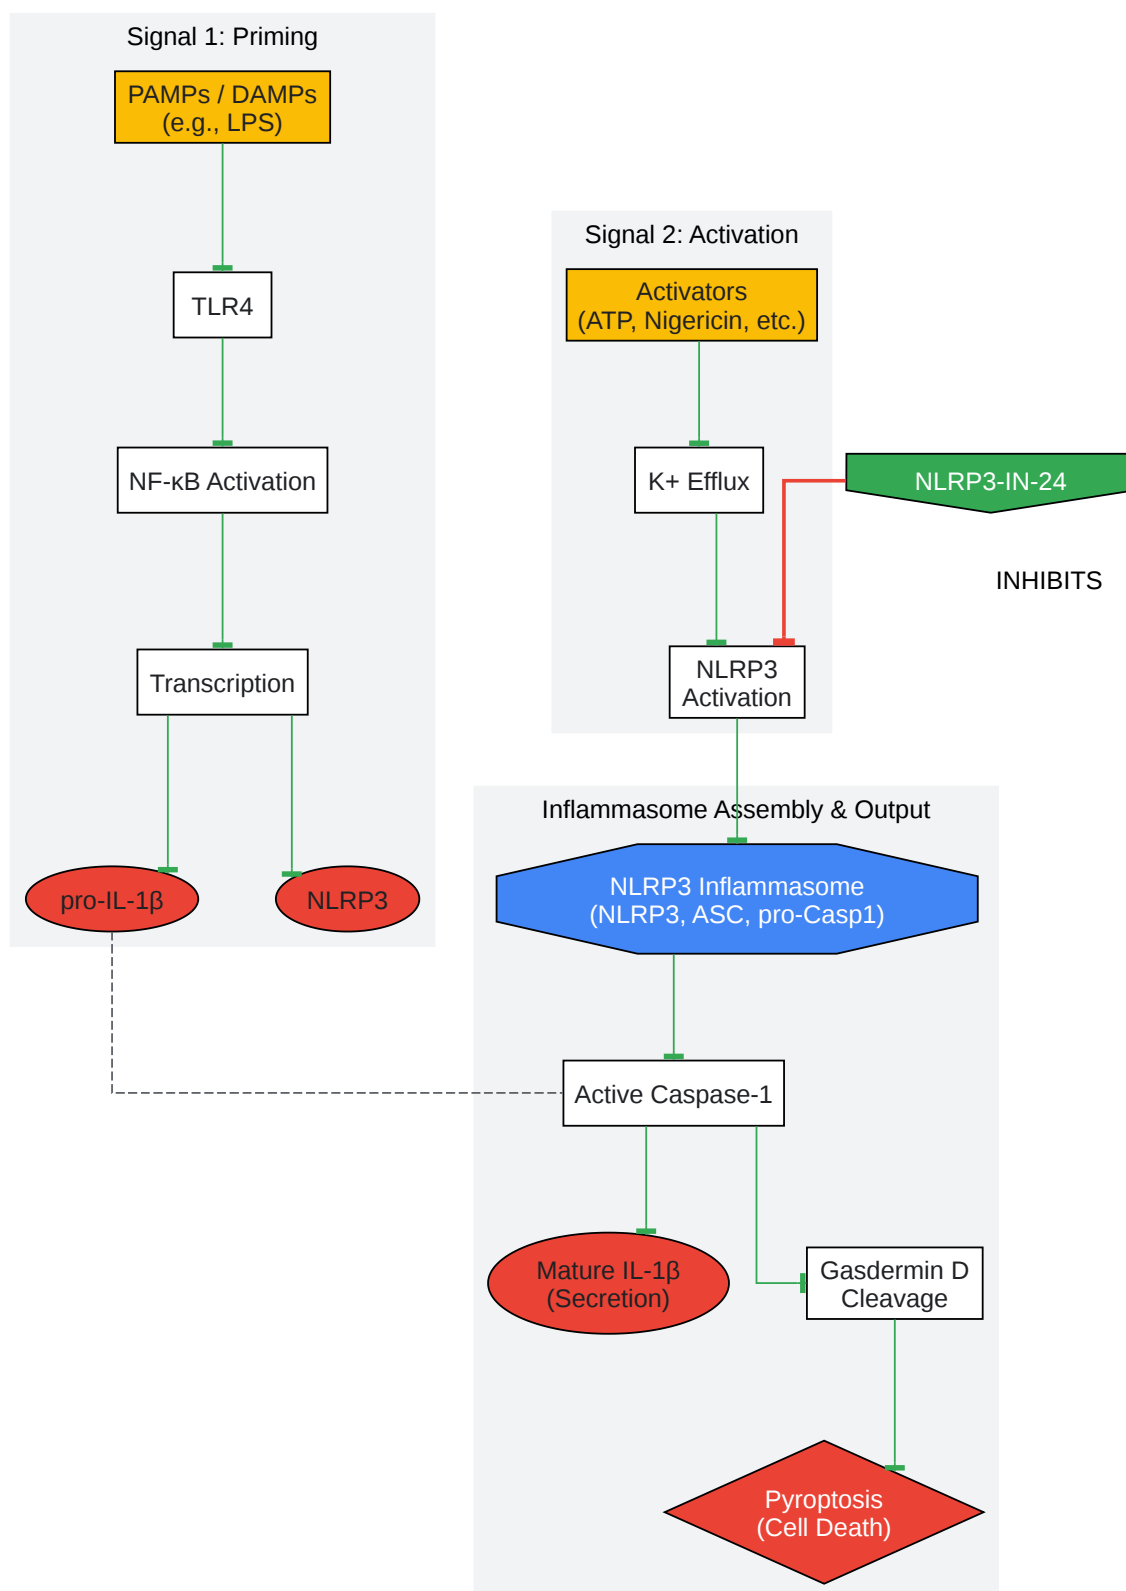 Signal 1: Priming
PAMPs / DAMPs
(e.g., LPS)
TLR4
NF-κB Activation
Transcription
pro-IL-1β
NLRP3
Signal 2: Activation
Activators
(ATP, Nigericin, etc.)
K+ Efflux
NLRP3-IN-24
INHIBITS
NLRP3
Activation
Inflammasome Assembly & Output
NLRP3 Inflammasome
(NLRP3, ASC, pro-Casp1)
Active Caspase-1
Mature IL-1β
(Secretion)
Gasdermin D
Cleavage
Pyroptosis
(Cell Death)